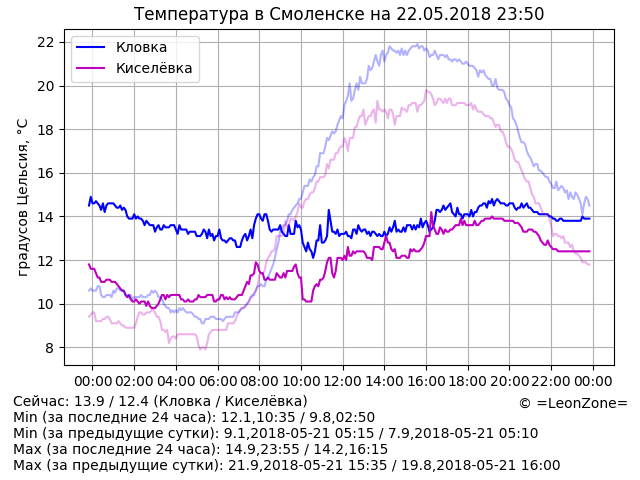 Температура в Смоленске на 22.05.2018 23:50
Кловка
Киселёвка
градусов Цельсия, °C
22
20
18
16
14
12
10
8
00:00 02:00 04:00 06:00 08:00 10:00 12:00 14:00 16:00 18:00 20:00 22:00 00:00
Сейчас: 13.9 / 12.4 (Кловка / Киселёвка)
© =LeonZone=
Min (за последние 24 часа): 12.1,10:35 / 9.8,02:50
Min (за предыдущие сутки): 9.1,2018-05-21 05:15 / 7.9,2018-05-21 05:10
Max (за последние 24 часа): 14.9,23:55 / 14.2,16:15
Max (за предыдущие сутки): 21.9,2018-05-21 15:35 / 19.8,2018-05-21 16:00